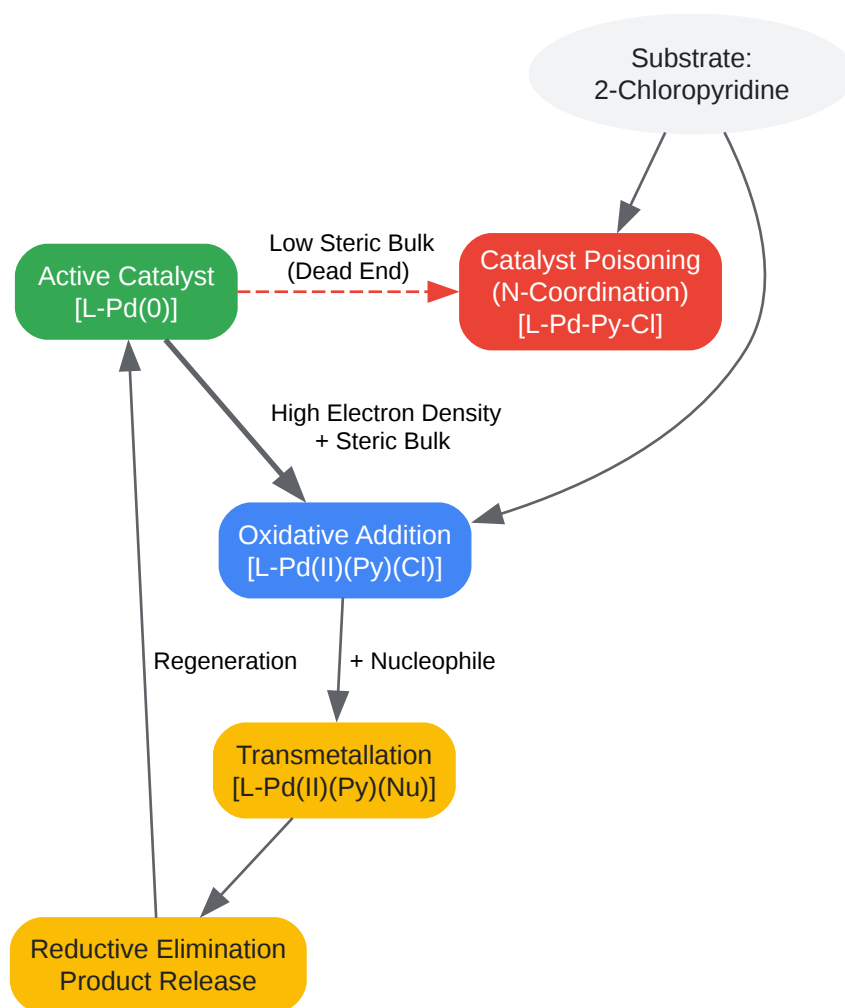 Substrate:
2-Chloropyridine
Low Steric Bulk
(Dead End)
Active Catalyst
[L-Pd(0)]
Catalyst Poisoning
(N-Coordination)
[L-Pd-Py-Cl]
High Electron Density
+ Steric Bulk
Oxidative Addition
[L-Pd(II)(Py)(Cl)]
Regeneration
+ Nucleophile
Transmetallation
[L-Pd(II)(Py)(Nu)]
Reductive Elimination
Product Release